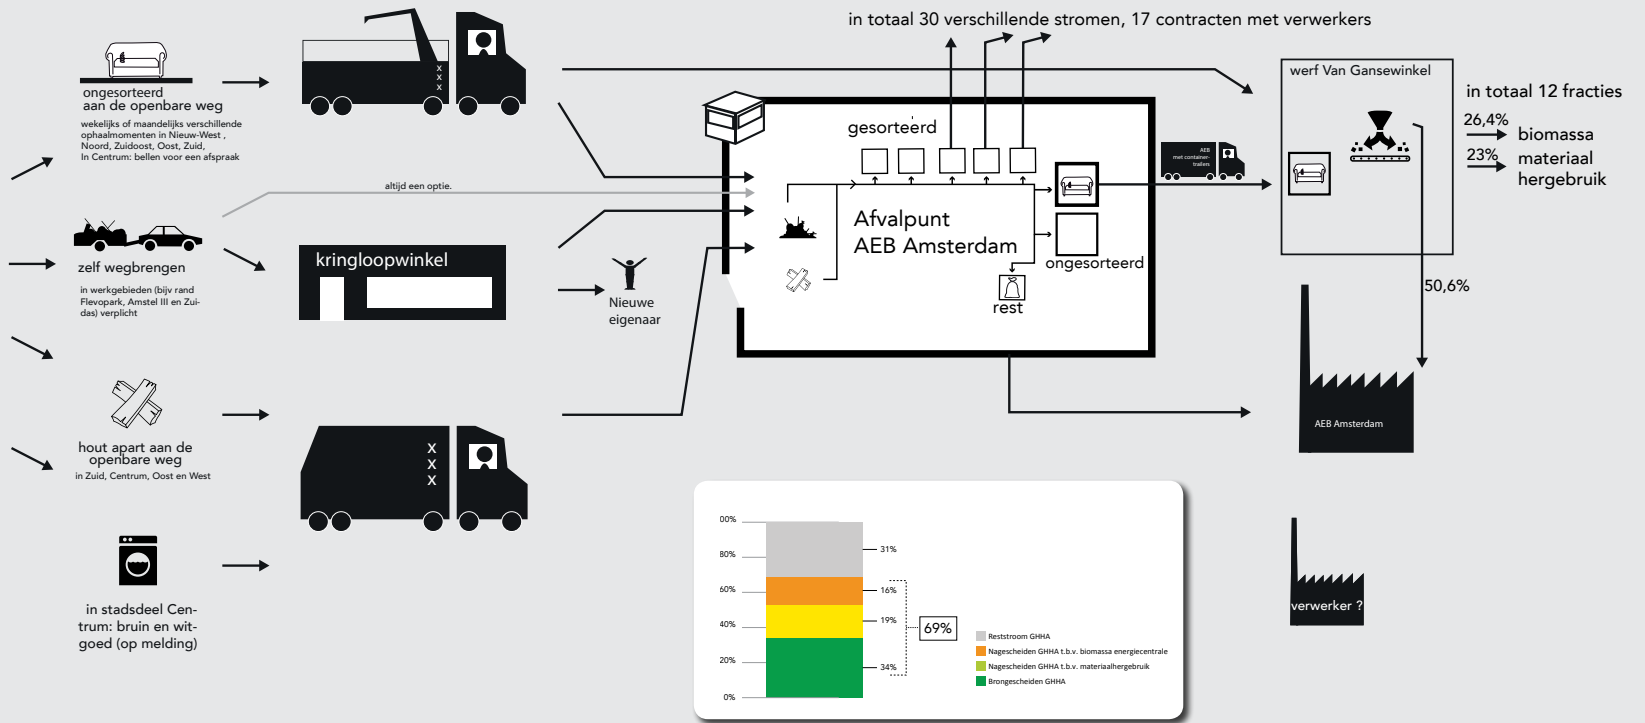 in totaal 30 verschillende stromen, 17 contracten met verwerkers
ongesorteerd
aan de openbare weg
wekelijks of maandelijks verschillende
ophaalmomenten in Nieuw-West ,
Noord, Zuidoost, Oost, Zuid,
In Centrum: bellen voor een afspraak
x
x
x
altijd een optie.
zelf wegbrengen
in werkgebieden (bijv rand
Flevopark, Amstel III en Zui-
das) verplicht
kringloopwinkel
Nieuwe
eigenaar
hout apart aan de
openbare weg
in Zuid, Centrum, Oost en West
x
x
x
in stadsdeel Cen-
trum: bruin en wit-
goed (op melding)
gesorteerd
Afvalpunt
AEB Amsterdam
ongesorteerd
rest
AEB
met container-
trailers
werf Van Gansewinkel
in totaal 12 fracties
26,4%
biomassa
23%
materiaal
hergebruik
50,6%
AEB Amsterdam
verwerker ?
00%
80%
60%
40%
20%
0%
31%
16%
19%
34%
69%
Reststroom GHHA
Nagescheiden GHHA t.b.v. biomassa energiecentrale
Nagescheiden GHHA t.b.v. materiaalhergebruik
Brongescheiden GHHA